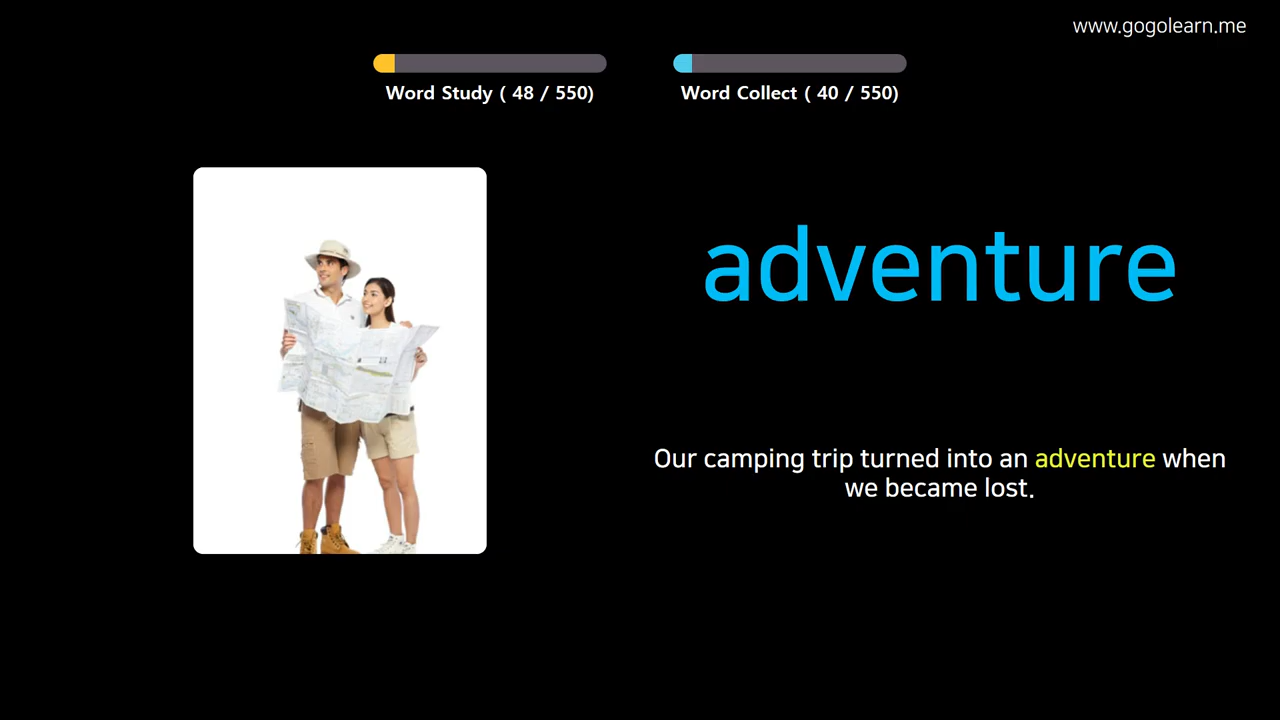 www.gogolearn.me
Word Study ( 48 / 550)
Word Collect ( 40 / 550)
adventure
Our camping trip turned into an adventure when
we became lost.